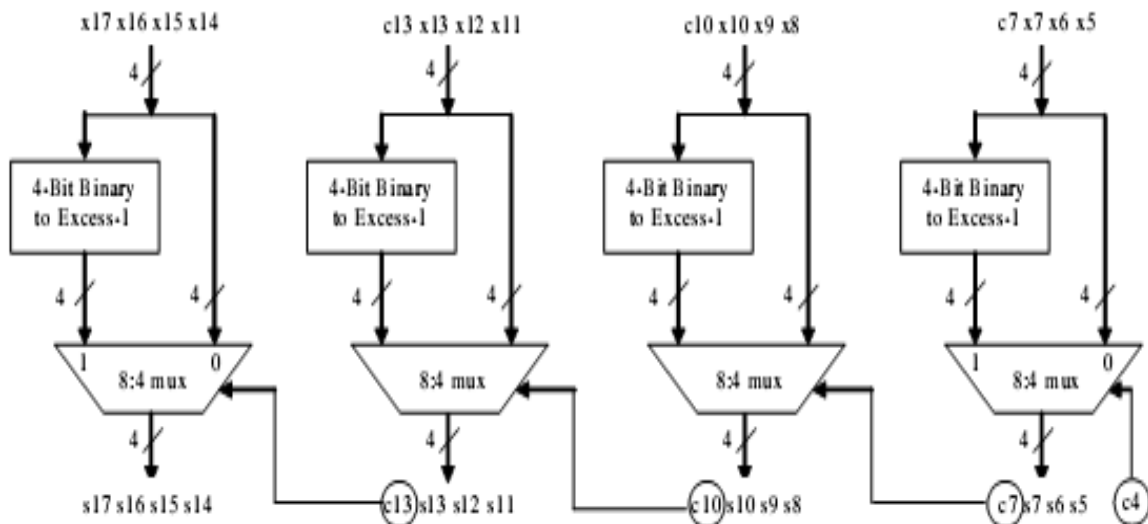 x17 x16 x15 x14 c13 x13 x12 x11 c10 x10 x9 x8 c7 x7 x6 x5
4 4 4 4
4-Bit Binary to Excess-1
4-Bit Binary to Excess-1
4-Bit Binary to Excess-1
4-Bit Binary to Excess-1
4 4 4 4 4 4 4 4
1 0 1 0
8:4 mux 8:4 mux 8:4 mux 8:4 mux
4 4 4 4
s17 s16 s15 s14 c13 s13 s12 s11 c10 s10 s9 s8 c7 s7 s6 s5 c4